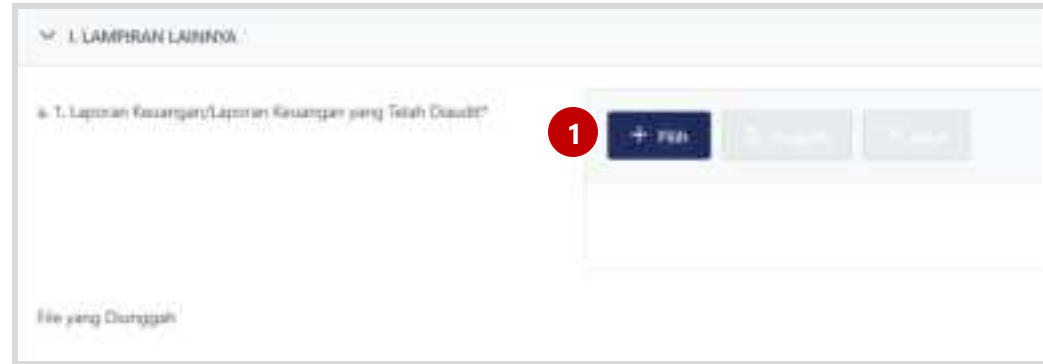 I. LAMPIRAN LAINNYA
a. 1. Laporan Keuangan/Laporan Keuangan yang Telah Diaudit*
1
+ Pilih
File yang Diunggah